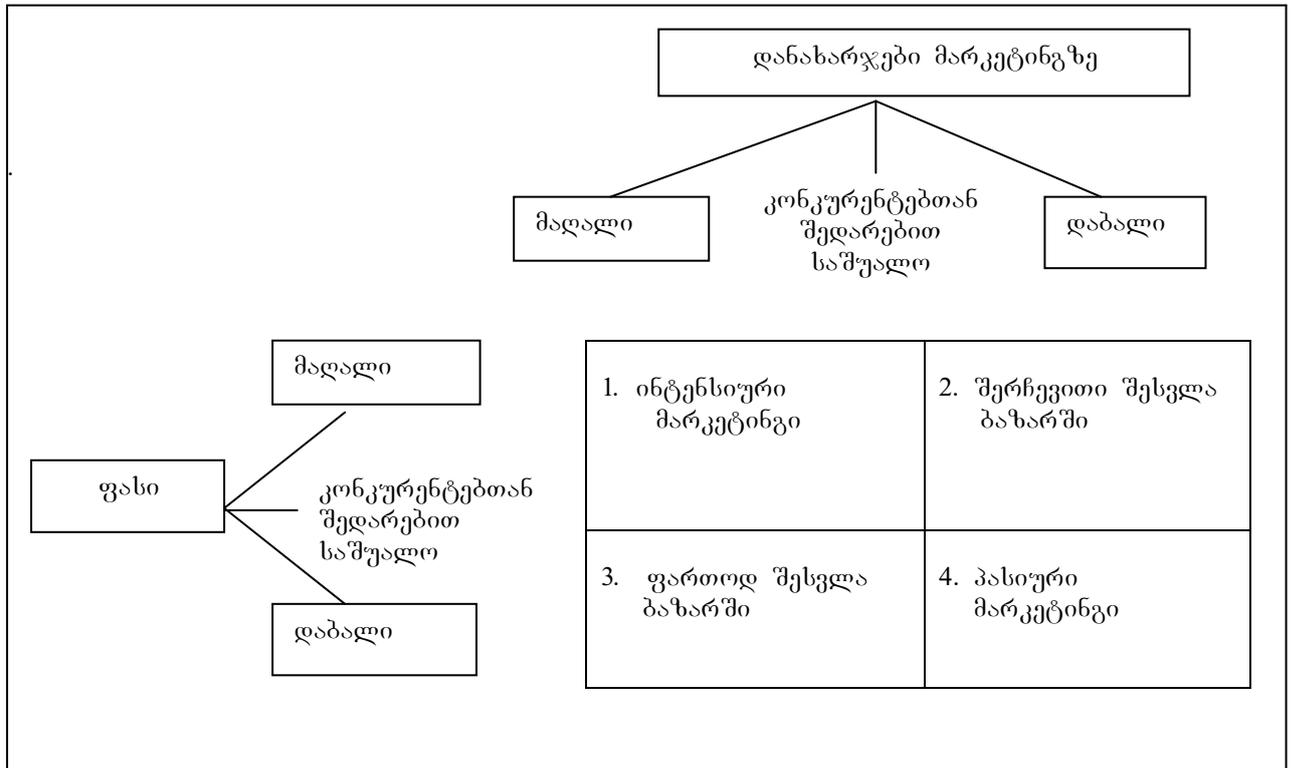 დანახარჯები მარკეტინგზე
მაღალი
კონკურენტებთან
შედარებით
საშუალო
დაბალი
მაღალი
ფასი
კონკურენტებთან
შედარებით
საშუალო
დაბალი
1. ინტენსიური
მარკეტინგი
2. შერჩევითი შესვლა
ბაზარში
3. ფართოდ შესვლა
ბაზარში
4. პასიური
მარკეტინგი